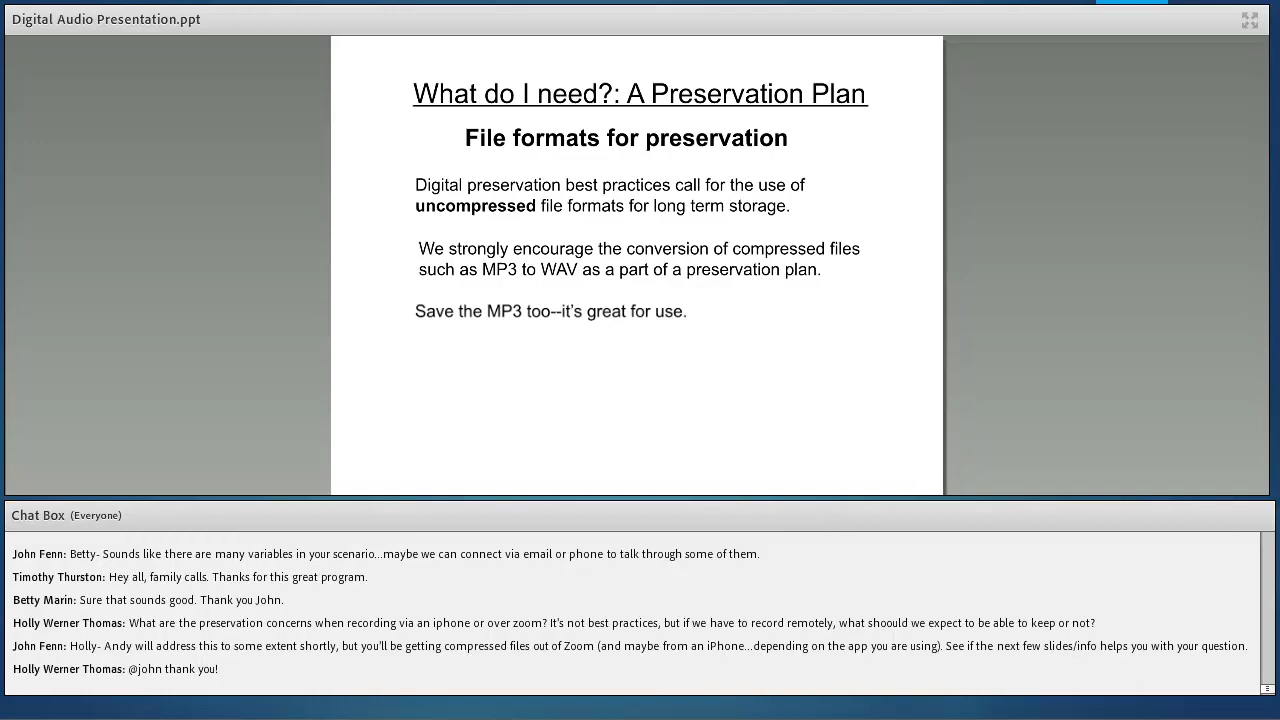 Digital Audio Presentation.ppt
What do I need?: A Preservation Plan
File formats for preservation
Digital preservation best practices call for the use of
uncompressed file formats for long term storage.
We strongly encourage the conversion of compressed files
such as MP3 to WAV as a part of a preservation plan.
Save the MP3 too--it’s great for use.
Chat Box (Everyone)
John Fenn: Betty- Sounds like there are many variables in your scenario...maybe we can connect via email or phone to talk through some of them.
Timothy Thurston: Hey all, family calls. Thanks for this great program.
Betty Marin: Sure that sounds good. Thank you John.
Holly Werner Thomas: What are the preservation concerns when recording via an iphone or over zoom? It's not best practices, but if we have to record remotely, what shoould we expect to be able to keep or not?
John Fenn: Holly- Andy will address this to some extent shortly, but you'll be getting compressed files out of Zoom (and maybe from an iPhone...depending on the app you are using). See if the next few slides/info helps you with your question.
Holly Werner Thomas: @john thank you!